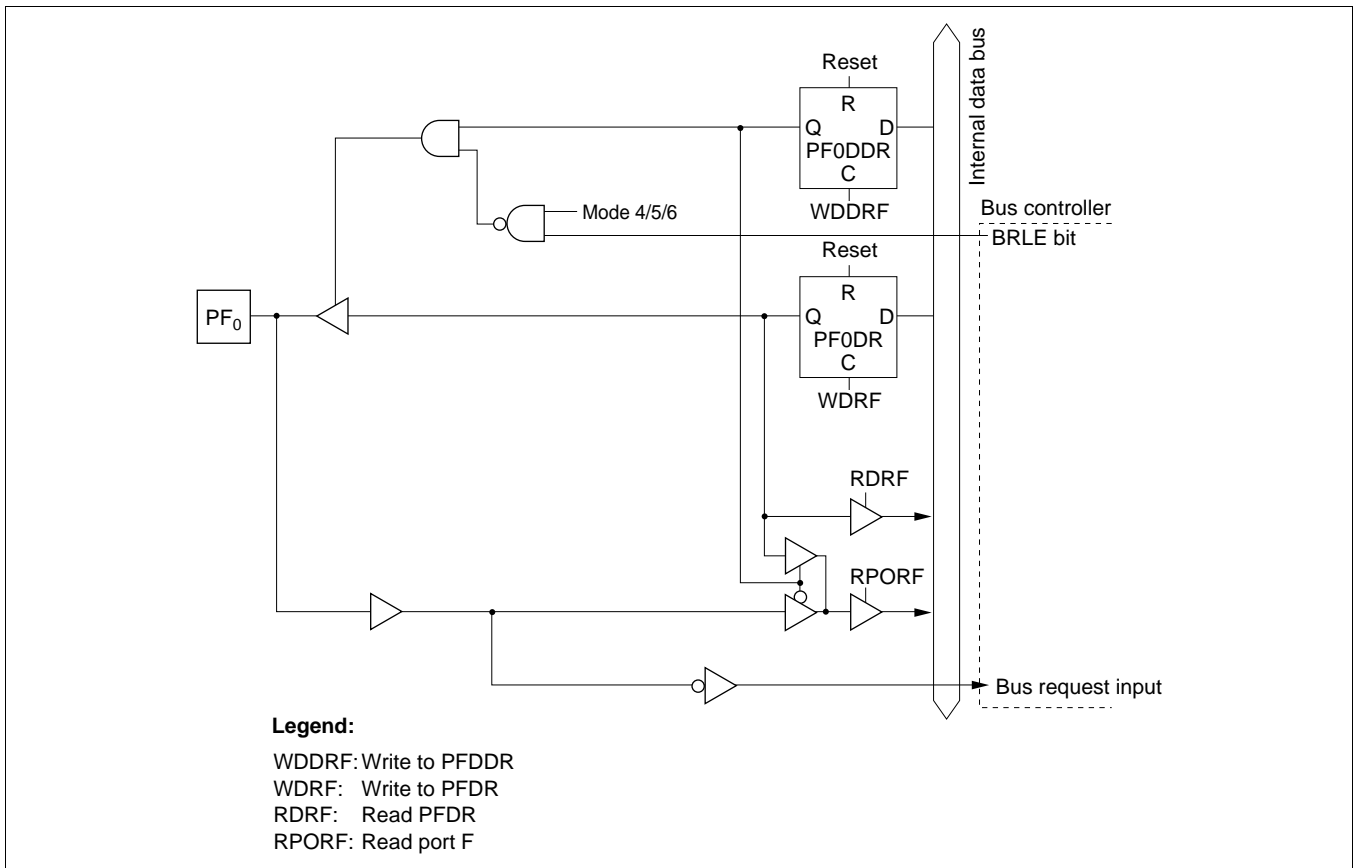 Reset
R
Q D
PF0DDR
C
WDDRF
Internal data bus
Mode 4/5/6
Bus controller
BRLE bit
Reset
R
PF0
Q D
PF0DR
C
WDRF
RDRF
RPORF
Bus request input
Legend:
WDDRF: Write to PFDDR
WDRF: Write to PFDR
RDRF: Read PFDR
RPORF: Read port F